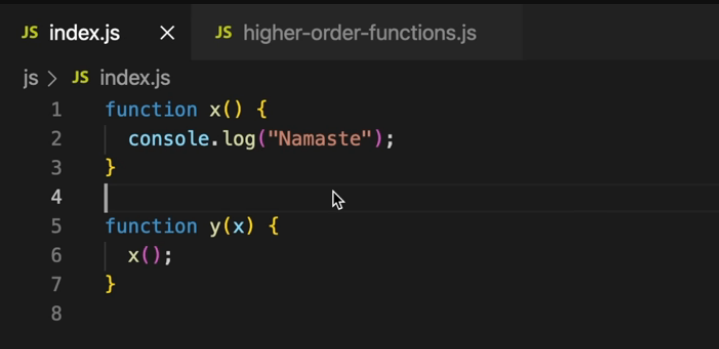 JS index.js × JS higher-order-functions.js
js > JS index.js
1 function x() {
2   console.log("Namaste");
3 }
4
5 function y(x) {
6   x();
7 }
8